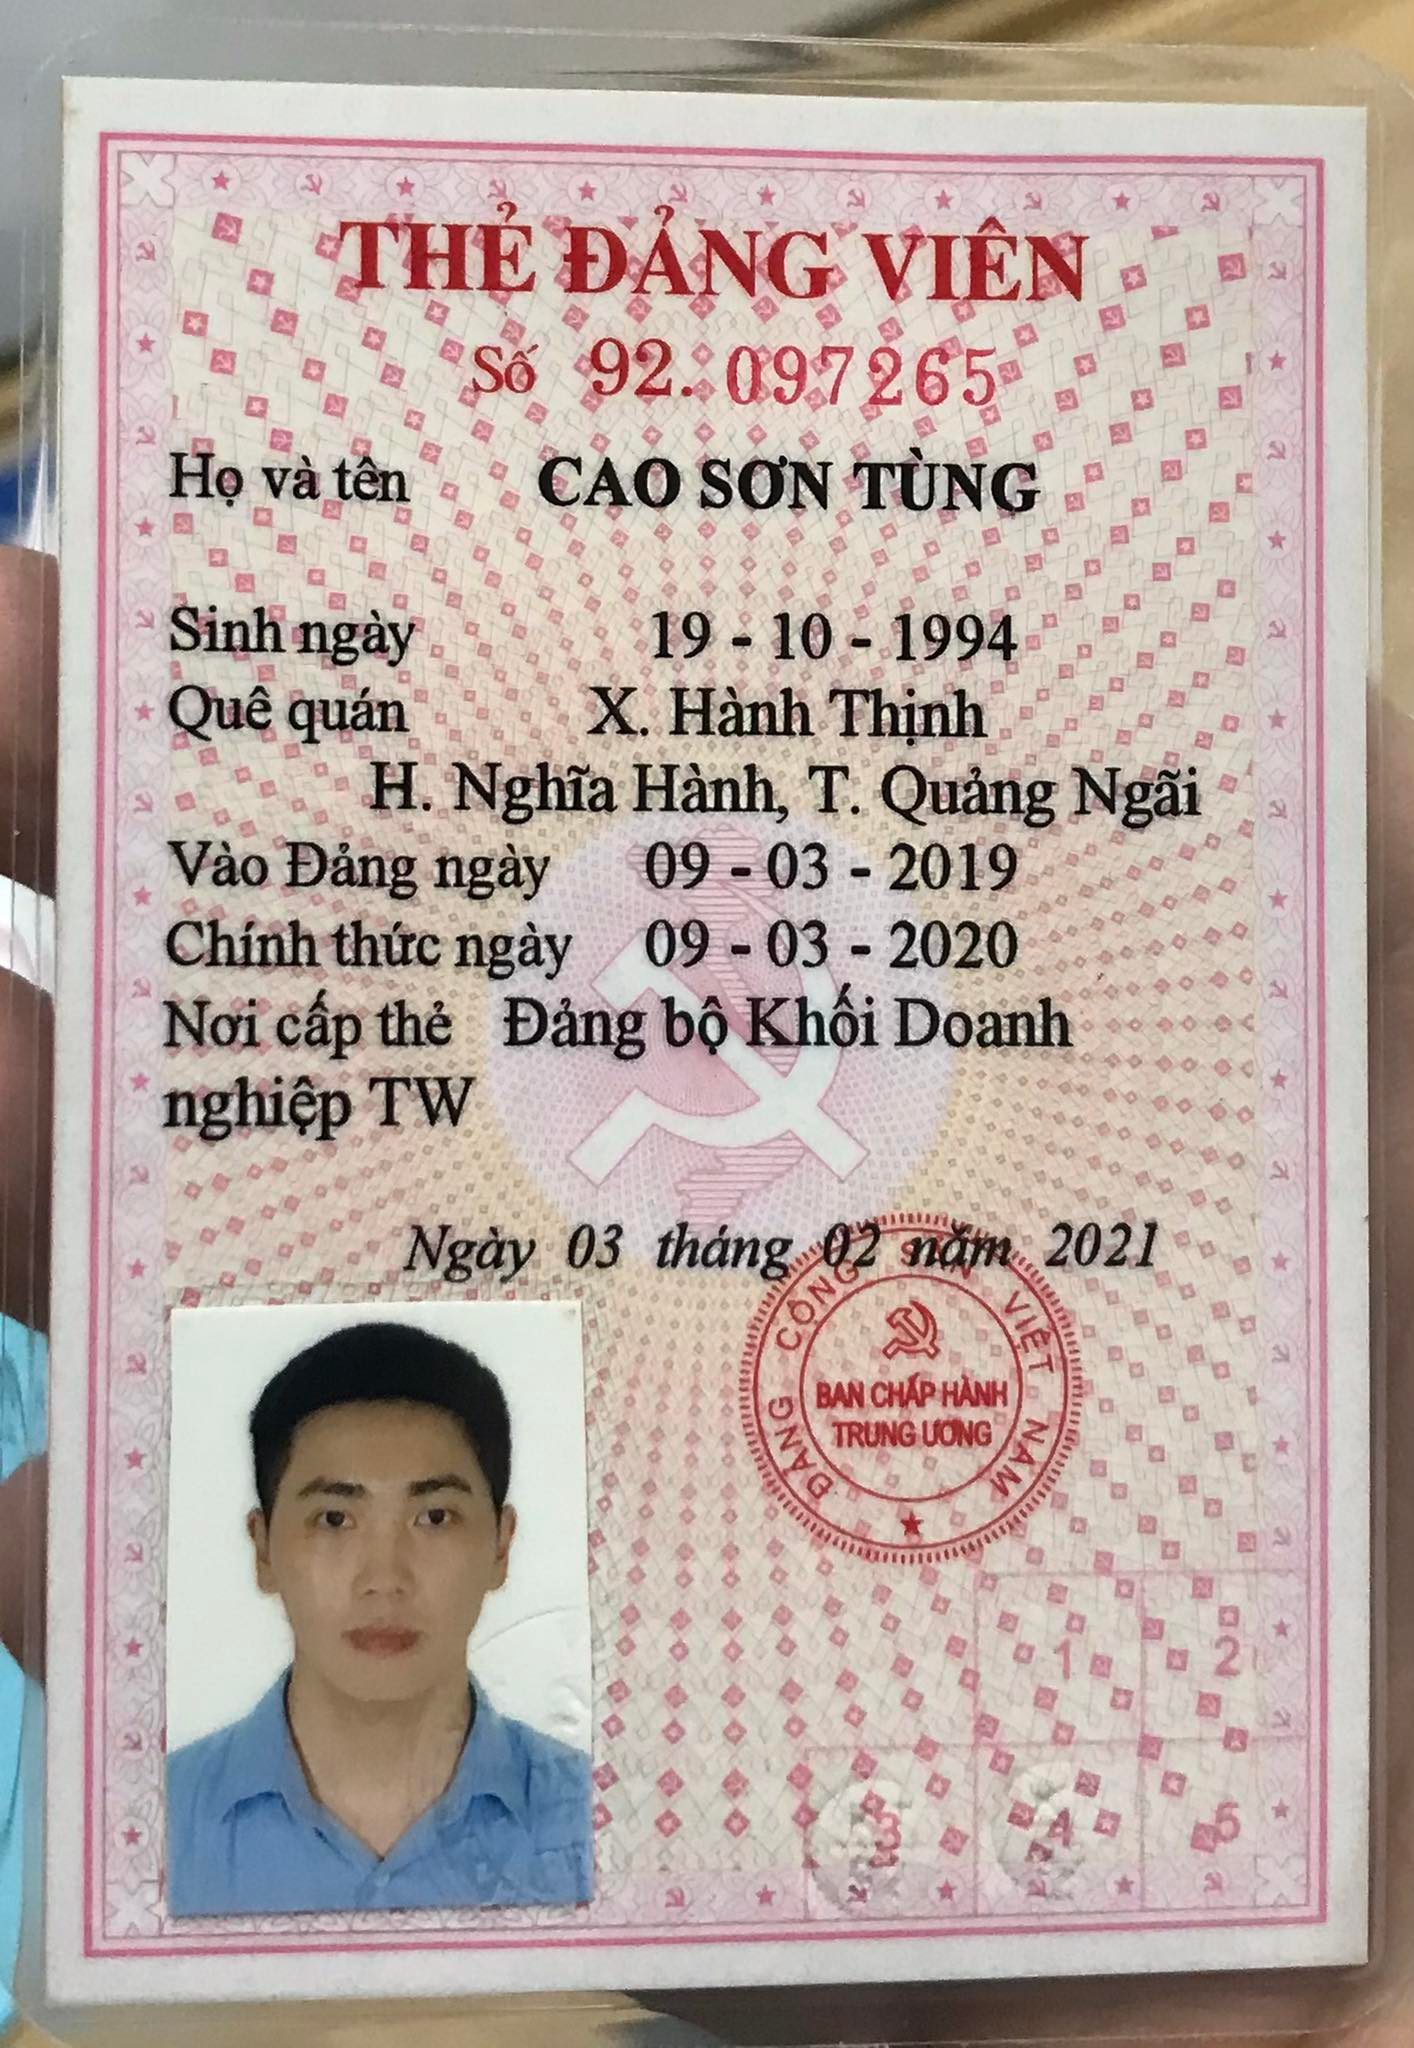 THẺ ĐẢNG VIÊN
Số 92. 097265
Họ và tên CAO SƠN TÙNG
Sinh ngày 19 - 10 - 1994
Quê quán X. Hành Thịnh
H. Nghĩa Hành, T. Quảng Ngãi
Vào Đảng ngày 09 - 03 - 2019
Chính thức ngày 09 - 03 - 2020
Nơi cấp thẻ Đảng bộ Khối Doanh
nghiệp TW
Ngày 03 tháng 02 năm 2021
ĐẢNG CỘNG SẢN VIỆT NAM
BAN CHẤP HÀNH
TRUNG ƯƠNG
1 2
3 4 5